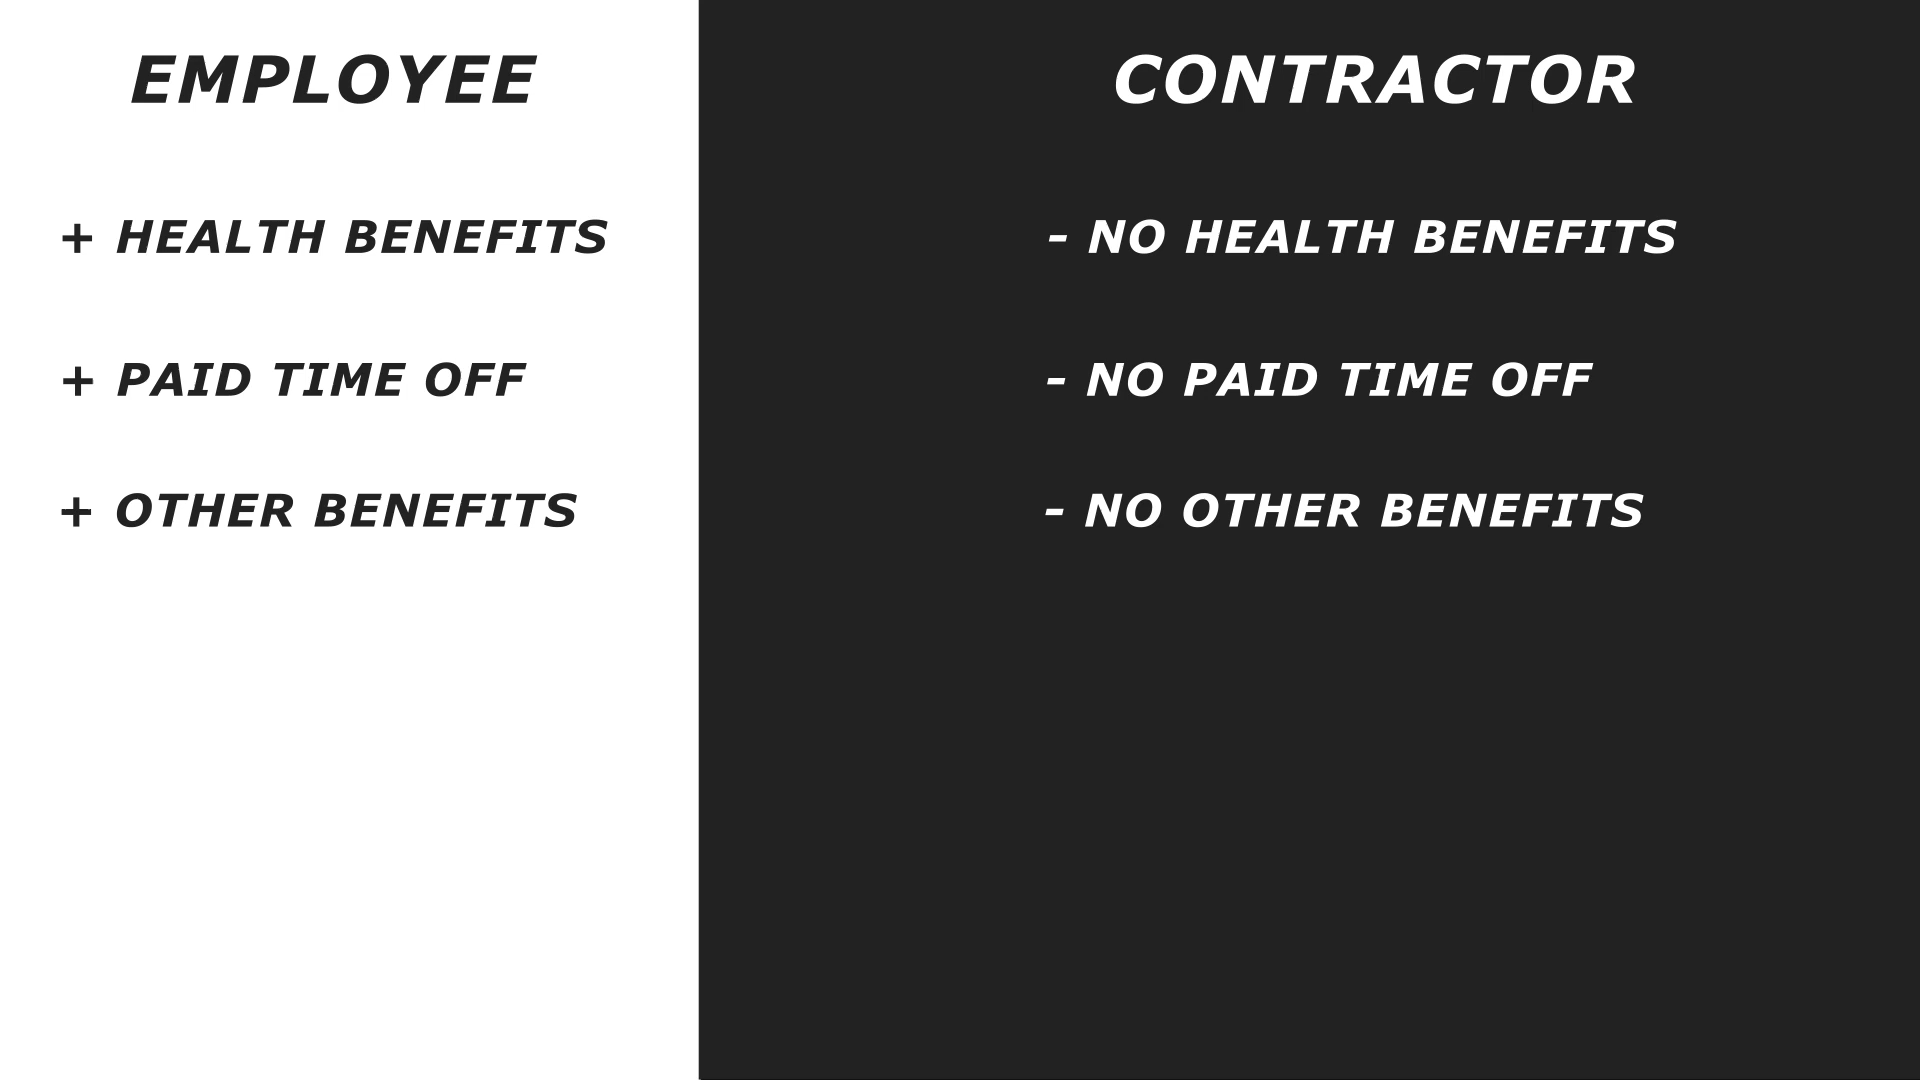 EMPLOYEE
+ HEALTH BENEFITS
+ PAID TIME OFF
+ OTHER BENEFITS
CONTRACTOR
- NO HEALTH BENEFITS
- NO PAID TIME OFF
- NO OTHER BENEFITS